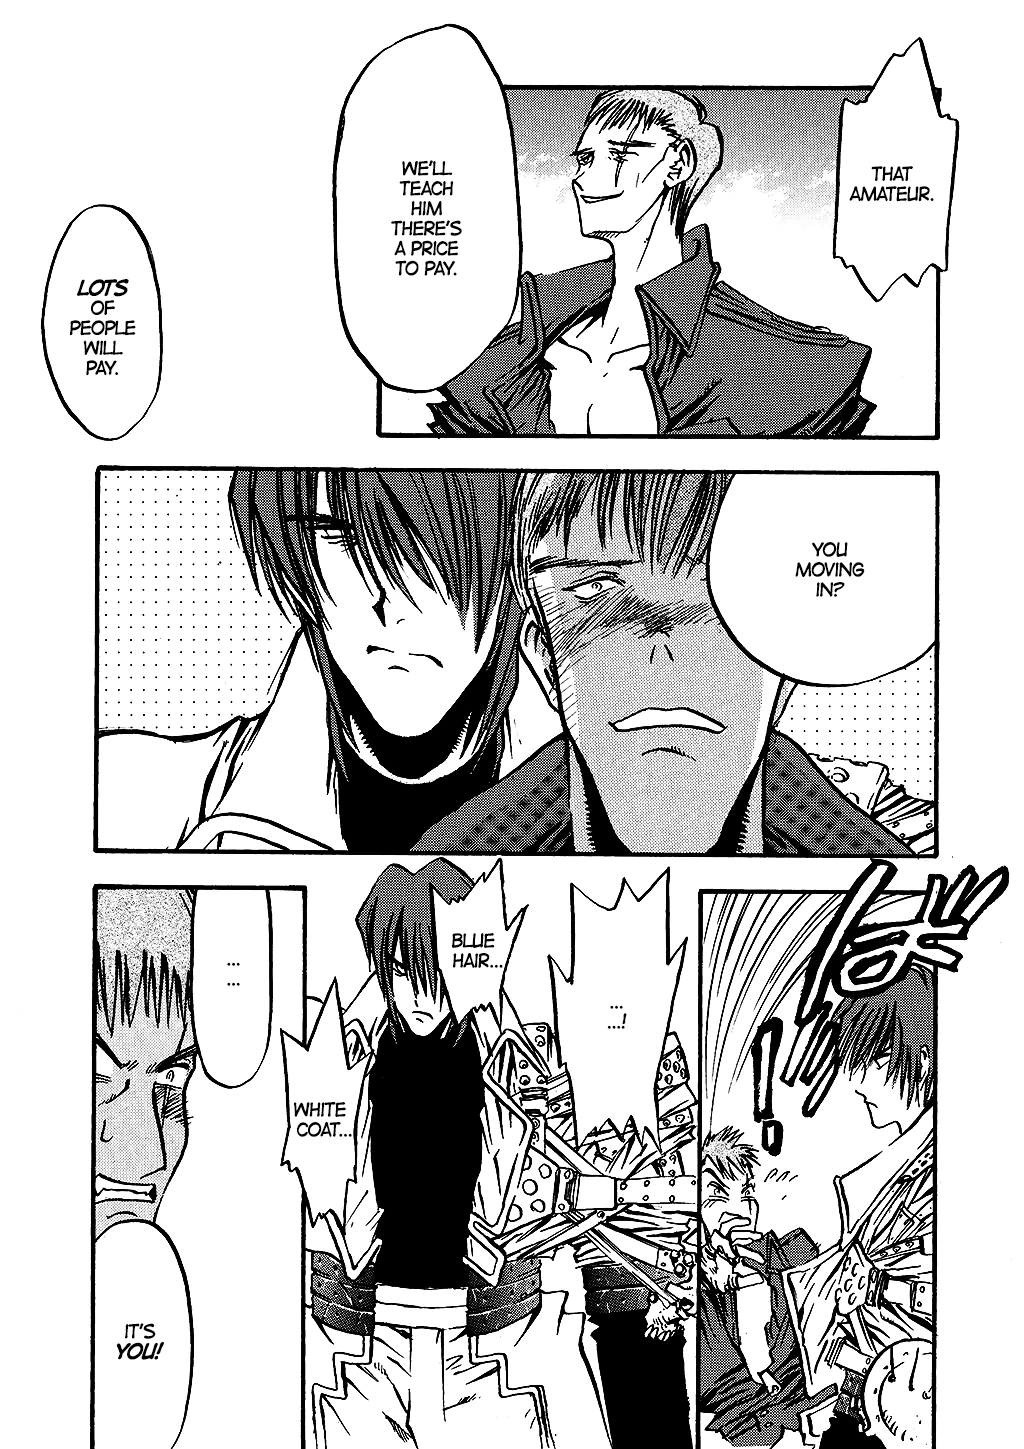 THAT
AMATEUR.
WE'LL
TEACH
HIM
THERE'S
A PRICE
TO PAY.
LOTS
OF
PEOPLE
WILL
PAY.
YOU
MOVING
IN?
ば
!
...
...!
BLUE
HAIR...
WHITE
COAT...
...
...
IT'S
YOU!